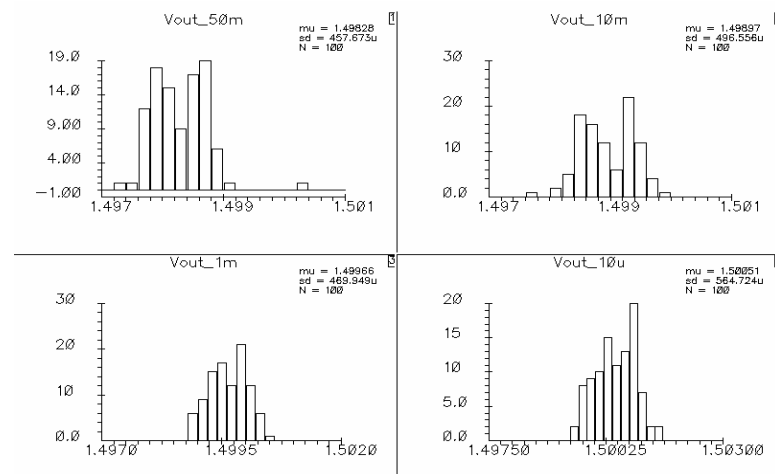 Vout_50m
1
mu = 1.49828
sd = 457.673u
N = 100
19.0
14.0
9.00
4.00
-1.00
1.497
1.499
1.501
Vout_10m
mu = 1.49897
sd = 496.556u
N = 100
30
20
10
0.0
1.497
1.499
1.501
Vout_1m
3
mu = 1.49966
sd = 469.949u
N = 100
30
20
10
0.0
1.4970
1.4995
1.5020
Vout_10u
mu = 1.50051
sd = 564.724u
N = 100
20
15
10
5.0
0.0
1.49750
1.50025
1.50300